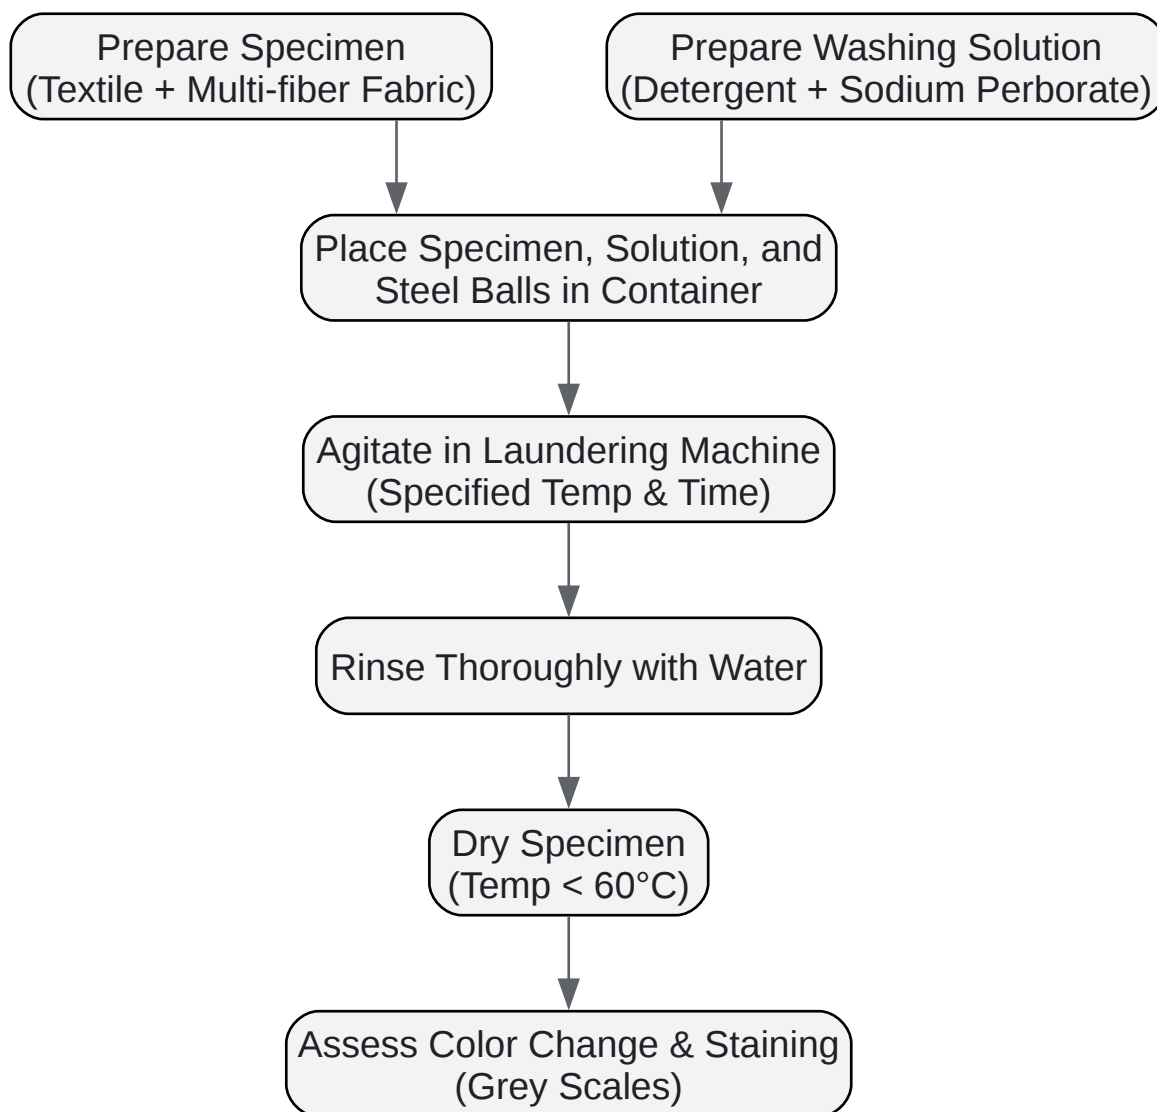 Prepare Specimen
(Textile + Multi-fiber Fabric)
Prepare Washing Solution
(Detergent + Sodium Perborate)
Place Specimen, Solution, and
Steel Balls in Container
Agitate in Laundering Machine
(Specified Temp & Time)
Rinse Thoroughly with Water
Dry Specimen
(Temp < 60°C)
Assess Color Change & Staining
(Grey Scales)